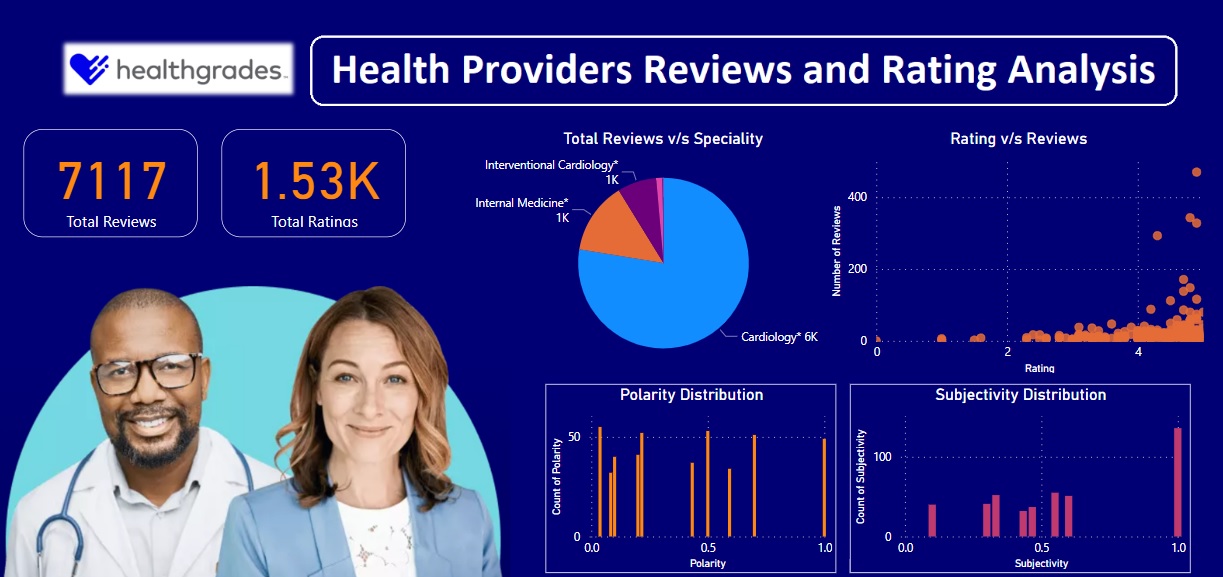 healthgrades.
Health Providers Reviews and Rating Analysis
7117
Total Reviews
1.53K
Total Ratings
Total Reviews v/s Speciality
Interventional Cardiology*
1K
Internal Medicine*
1K
Cardiology* 6K
Rating v/s Reviews
Number of Reviews
400
200
0
0
2
4
Rating
Polarity Distribution
Count of Polarity
50
0
0.0
0.5
1.0
Polarity
Subjectivity Distribution
Count of Subjectivity
100
0
0.0
0.5
1.0
Subjectivity